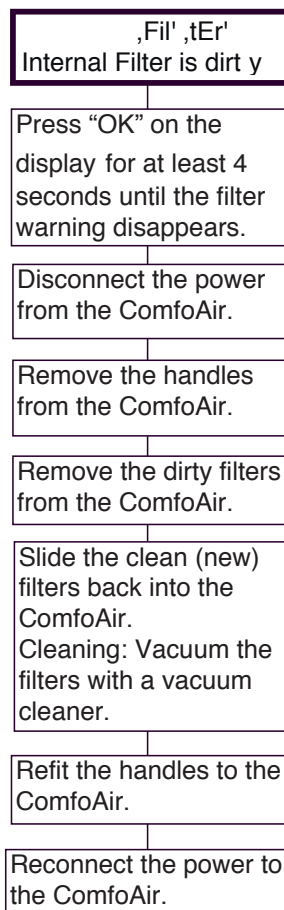 ,Fil' ,tEr'
Internal Filter is dirt y
Press “OK” on the
display for at least 4
seconds until the filter
warning disappears.
Disconnect the power
from the ComfoAir.
Remove the handles
from the ComfoAir.
Remove the dirty filters
from the ComfoAir.
Slide the clean (new)
filters back into the
ComfoAir.
Cleaning: Vacuum the
filters with a vacuum
cleaner.
Refit the handles to the
ComfoAir.
Reconnect the power to
the ComfoAir.